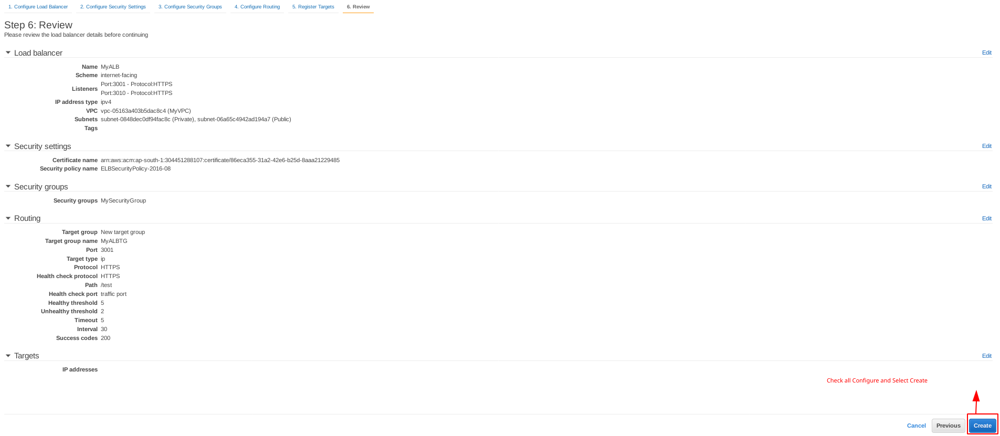 1. Configure Load Balancer 2. Configure Security Settings 3. Configure Security Groups 4. Configure Routing 5. Register Targets 6. Review
Step 6: Review
Please review the load balancer details before continuing
Load balancer Edit
Name MyALB
Scheme internet-facing
Listeners Port:3001 - Protocol:HTTPS
Port:3010 - Protocol:HTTPS
IP address type ipv4
VPC vpc-05163a403b5dac8c4 (MyVPC)
Subnets subnet-0848dec0df94fac8c (Private), subnet-06a65c4942ad194a7 (Public)
Tags
Security settings Edit
Certificate name arn:aws:acm:ap-south-1:304451288107:certificate/86eca355-31a2-42e6-b25d-8aaa21229485
Security policy name ELBSecurityPolicy-2016-08
Security groups Edit
Security groups MySecurityGroup
Routing Edit
Target group New target group
Target group name MyALBTG
Port 3001
Target type ip
Protocol HTTPS
Health check protocol HTTPS
Path /test
Health check port traffic port
Healthy threshold 5
Unhealthy threshold 2
Timeout 5
Interval 30
Success codes 200
Targets Edit
IP addresses
Check all Configure and Select Create
Cancel Previous Create